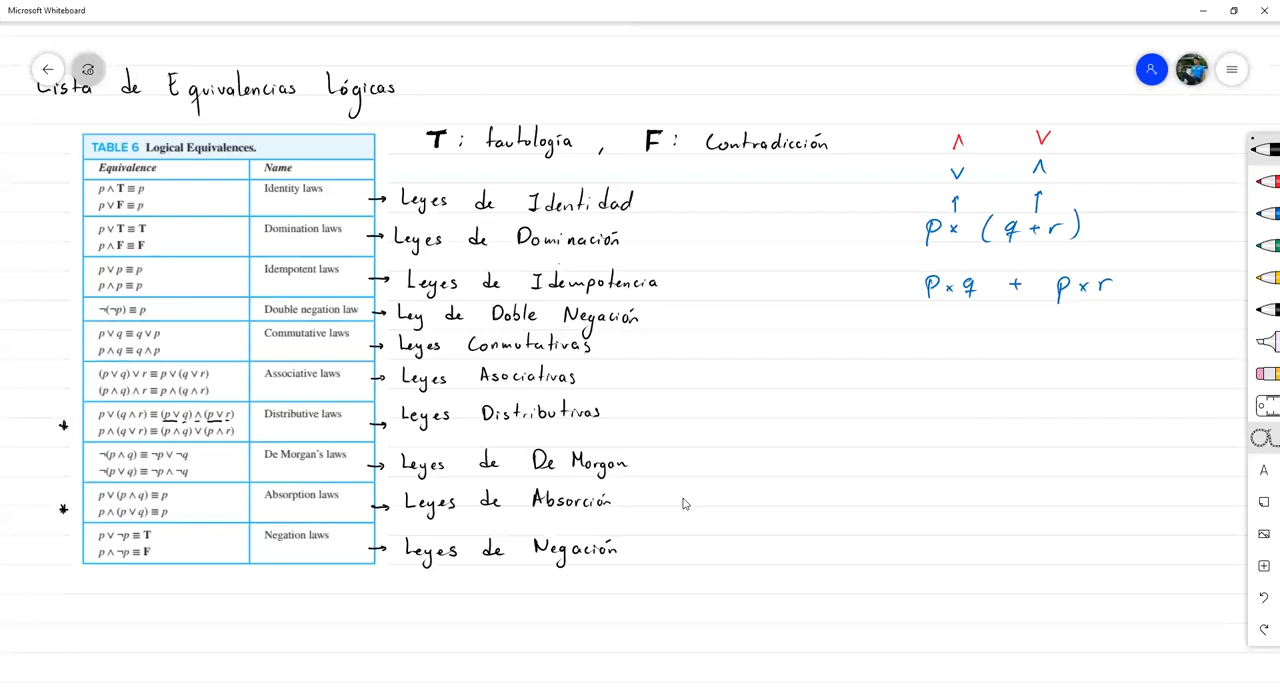 Microsoft Whiteboard
Lista de Equivalencias Lógicas
T : tautología , F : Contradicción
TABLE 6 Logical Equivalences.
Equivalence Name
p ∧ T ≡ p Identity laws → Leyes de Identidad
p ∨ F ≡ p
p ∨ T ≡ T Domination laws → Leyes de Dominación
p ∧ F ≡ F
p ∨ p ≡ p Idempotent laws → Leyes de Idempotencia
p ∧ p ≡ p
¬(¬p) ≡ p Double negation law → Ley de Doble Negación
p ∨ q ≡ q ∨ p Commutative laws → Leyes Conmutativas
p ∧ q ≡ q ∧ p
(p ∨ q) ∨ r ≡ p ∨ (q ∨ r) Associative laws → Leyes Asociativas
(p ∧ q) ∧ r ≡ p ∧ (q ∧ r)
p ∨ (q ∧ r) ≡ (p ∨ q) ∧ (p ∨ r) Distributive laws → Leyes Distributivas
* p ∧ (q ∨ r) ≡ (p ∧ q) ∨ (p ∧ r)
¬(p ∧ q) ≡ ¬p ∨ ¬q De Morgan's laws → Leyes de De Morgan
¬(p ∨ q) ≡ ¬p ∧ ¬q
p ∨ (p ∧ q) ≡ p Absorption laws → Leyes de Absorción
* p ∧ (p ∨ q) ≡ p
p ∨ ¬p ≡ T Negation laws → Leyes de Negación
p ∧ ¬p ≡ F
∧ ∨
∨ ∧
↑ ↑
p × ( q + r )
p × q + p × r
A